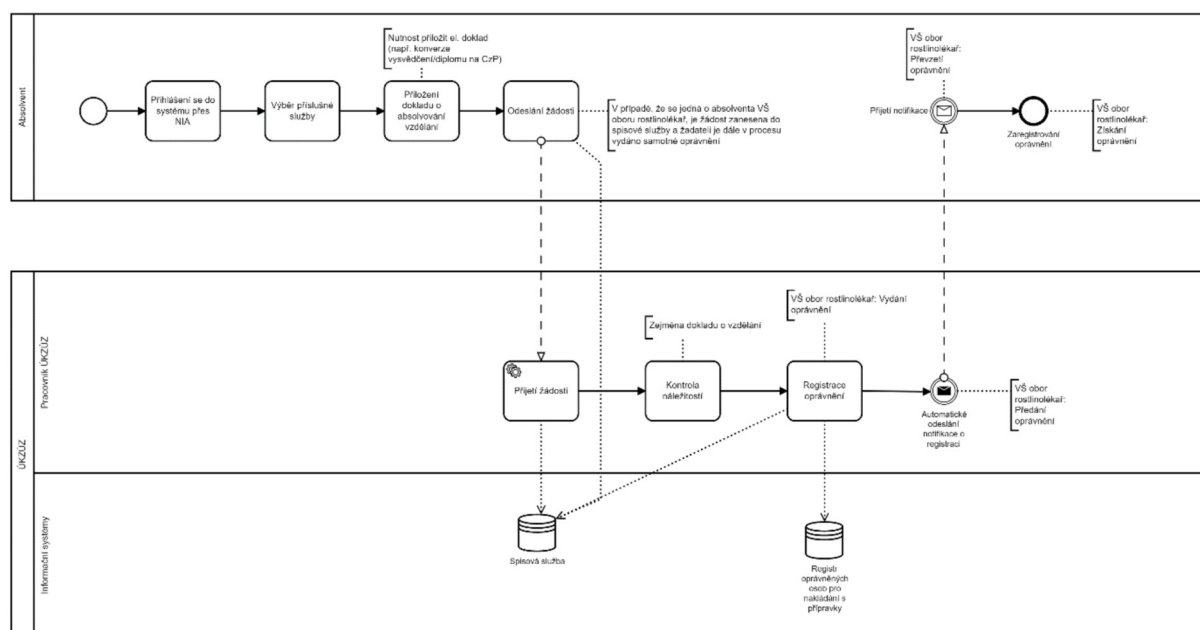 Absolvent
Nutnost přiložit el. doklad
(např. konverze
vysvědčení/diplomu na CzP)
Přihlášení se do
systému přes
NIA
Výběr příslušné
služby
Přiložení
dokladu o
absolvování
vzdělání
Odeslání žádosti
V případě, že se jedná o absolventa VŠ
oboru rostlinolékař, je žádost zanesena do
spisové služby a žadateli je dále v procesu
vydáno samotné oprávnění
VŠ obor
rostlinolékař:
Převzetí
oprávnění
Přijetí notifikace
Zaregistrování
oprávnění
VŠ obor
rostlinolékař:
Získání
oprávnění
ÚKZÚZ
Pracovník ÚKZÚZ
Přijetí žádosti
Zejména dokladu o vzdělání
Kontrola
náležitostí
VŠ obor rostlinolékař: Vydání
oprávnění
Registrace
oprávnění
Automatické
odeslání
notifikace o
registraci
VŠ obor
rostlinolékař:
Předání
oprávnění
Informační systémy
Spisová služba
Registr
oprávněných
osob pro
nakládání s
přípravky